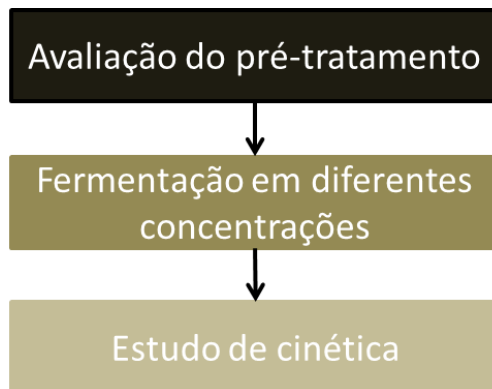 Avaliação do pré-tratamento
Fermentação em diferentes
concentrações
Estudo de cinética